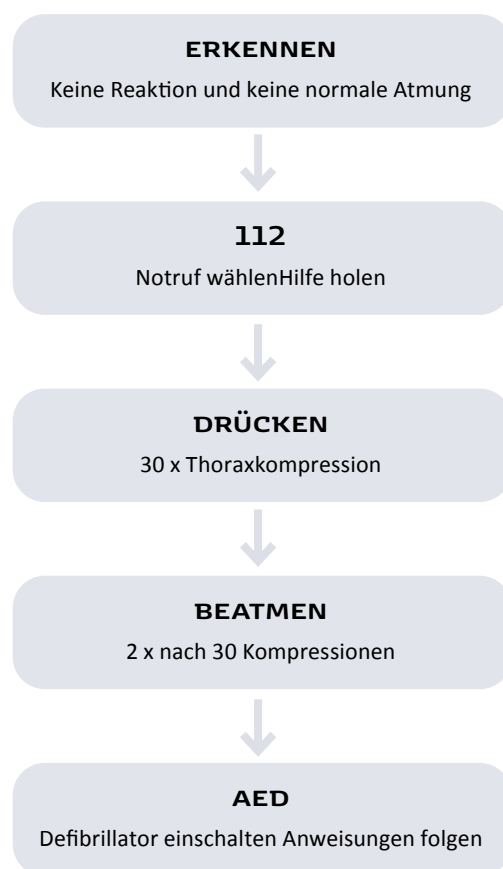 ERKENNEN
Keine Reaktion und keine normale Atmung
112
Notruf wählenHilfe holen
DRÜCKEN
30 x Thoraxkompression
BEATMEN
2 x nach 30 Kompressionen
AED
Defibrillator einschalten Anweisungen folgen